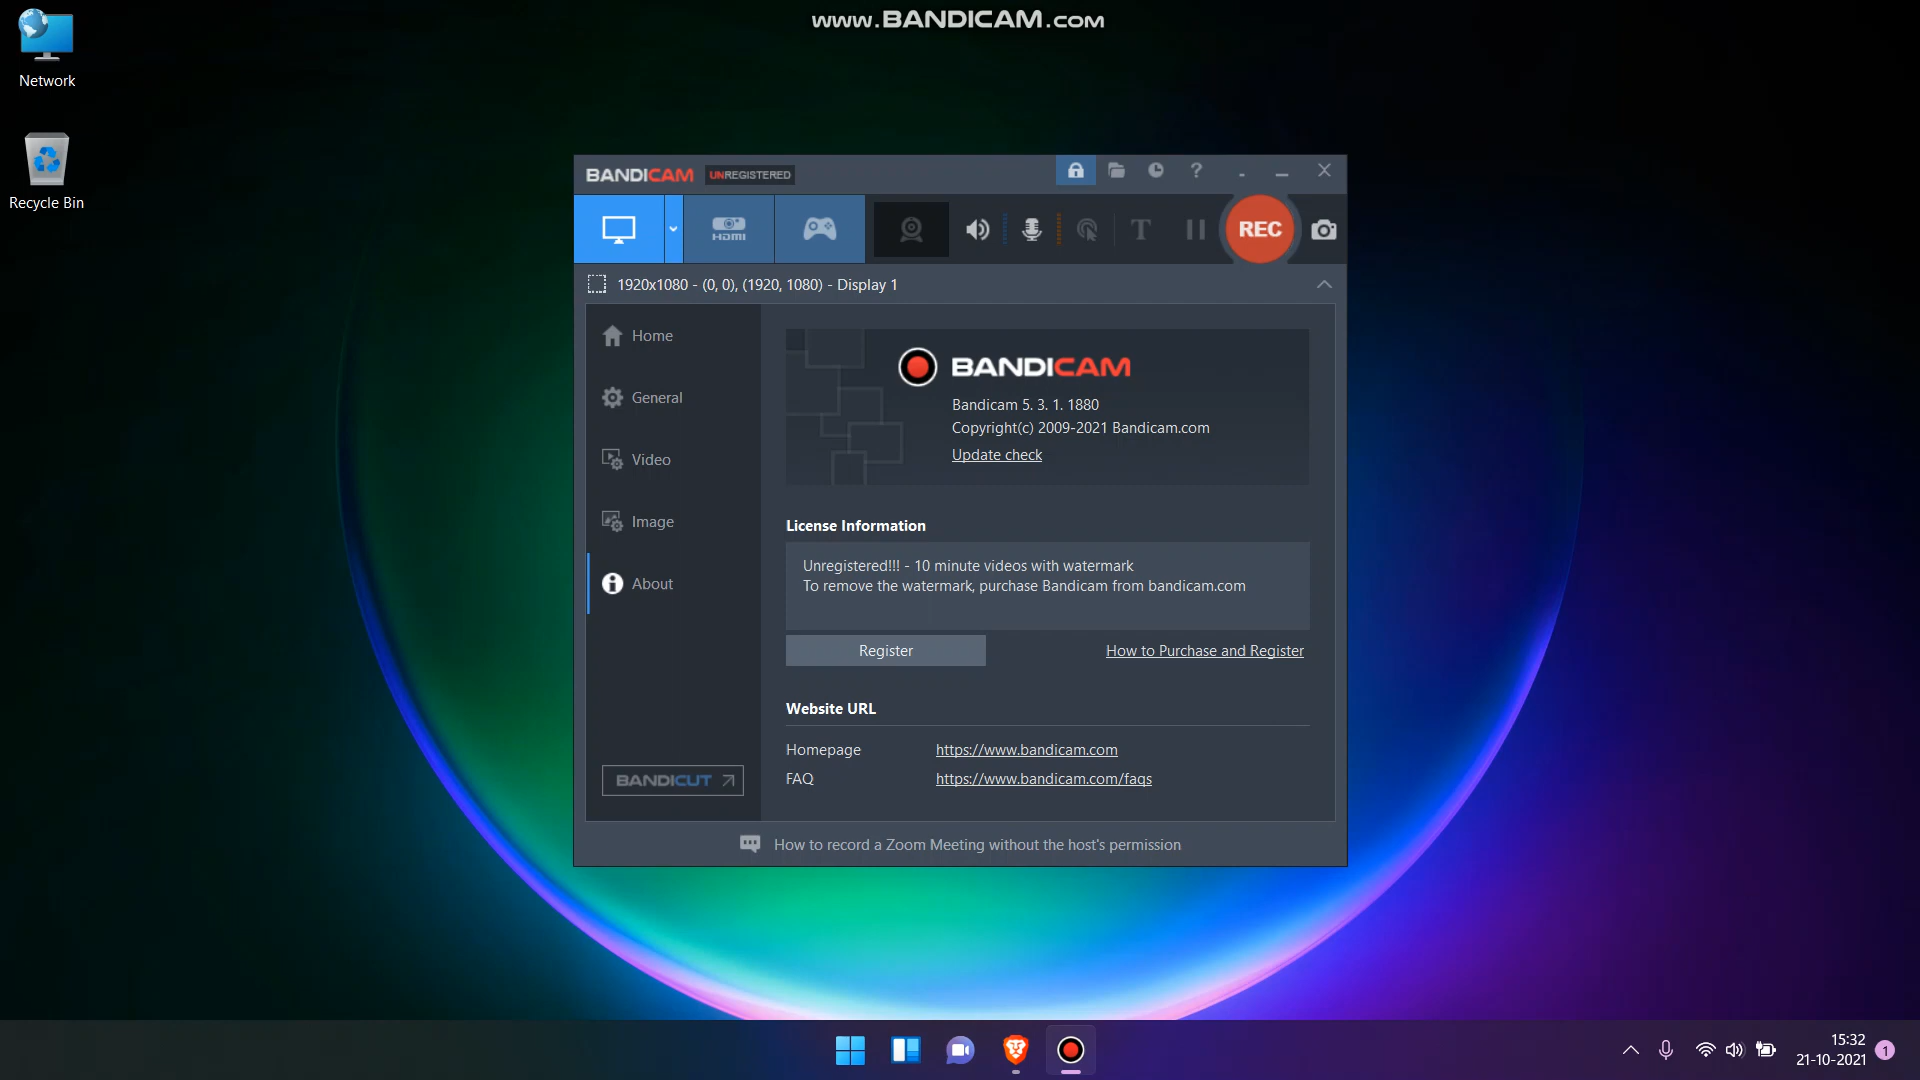 www.BANDICAM.com
Network
Recycle Bin
BANDICAM UNREGISTERED
HDMI
T
REC
1920x1080 - (0, 0), (1920, 1080) - Display 1
Home
General
Video
Image
About
BANDICUT
BANDICAM
Bandicam 5. 3. 1. 1880
Copyright(c) 2009-2021 Bandicam.com
Update check
License Information
Unregistered!!! - 10 minute videos with watermark
To remove the watermark, purchase Bandicam from bandicam.com
Register
How to Purchase and Register
Website URL
Homepage https://www.bandicam.com
FAQ https://www.bandicam.com/faqs
How to record a Zoom Meeting without the host's permission
15:32
21-10-2021
1